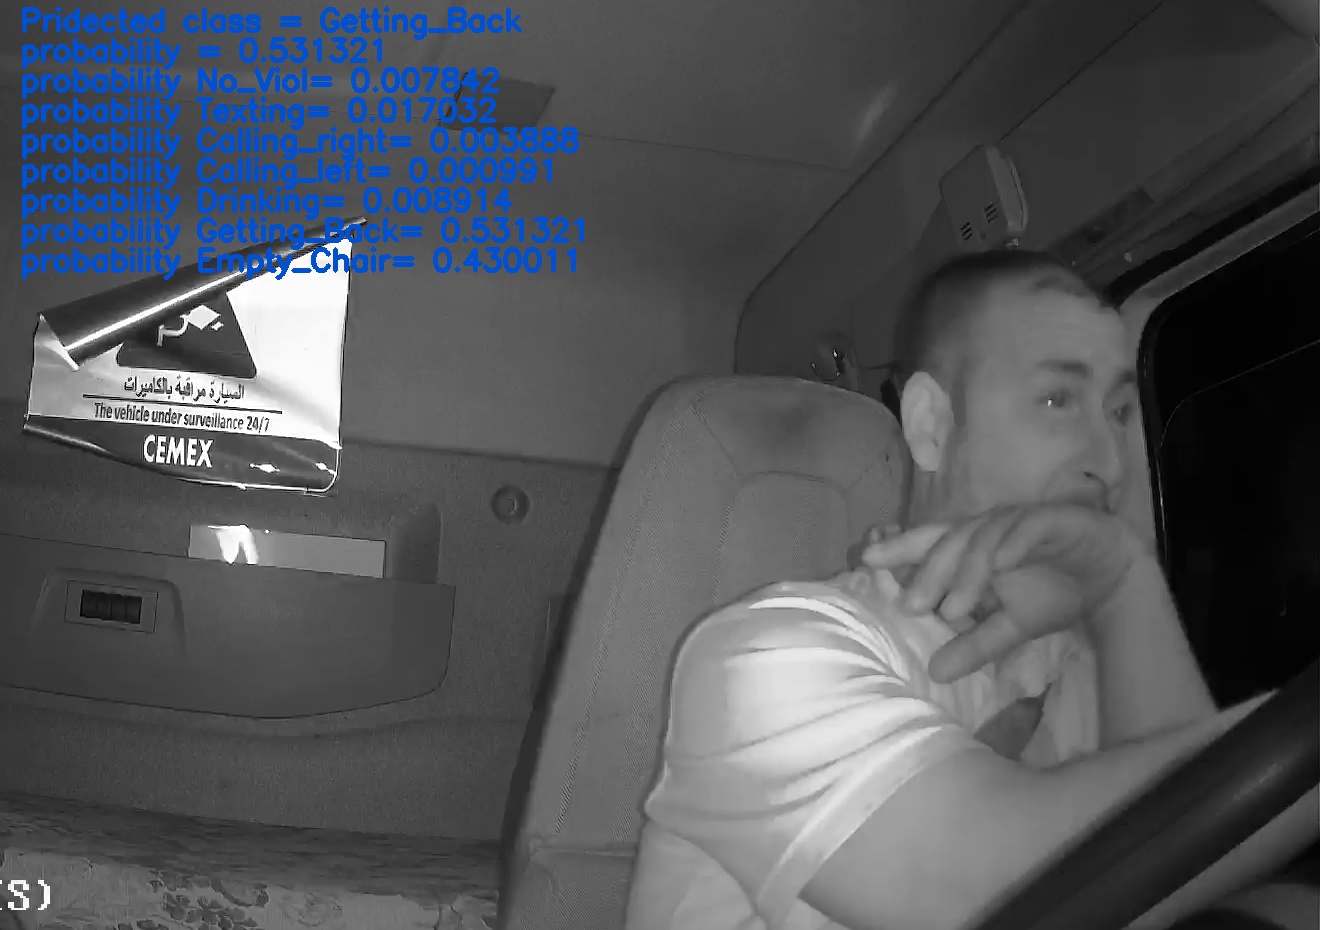 Pridected class = Getting_Back
probability = 0.531321
probability No_Viol= 0.007842
probability Texting= 0.017032
probability Calling_right= 0.003888
probability Calling_left= 0.000991
probability Drinking= 0.008914
probability Getting_Back= 0.531321
probability Empty_Chair= 0.430011
السيارة مراقبة بالكاميرات
The vehicle under surveillance 24/7
CEMEX
S)